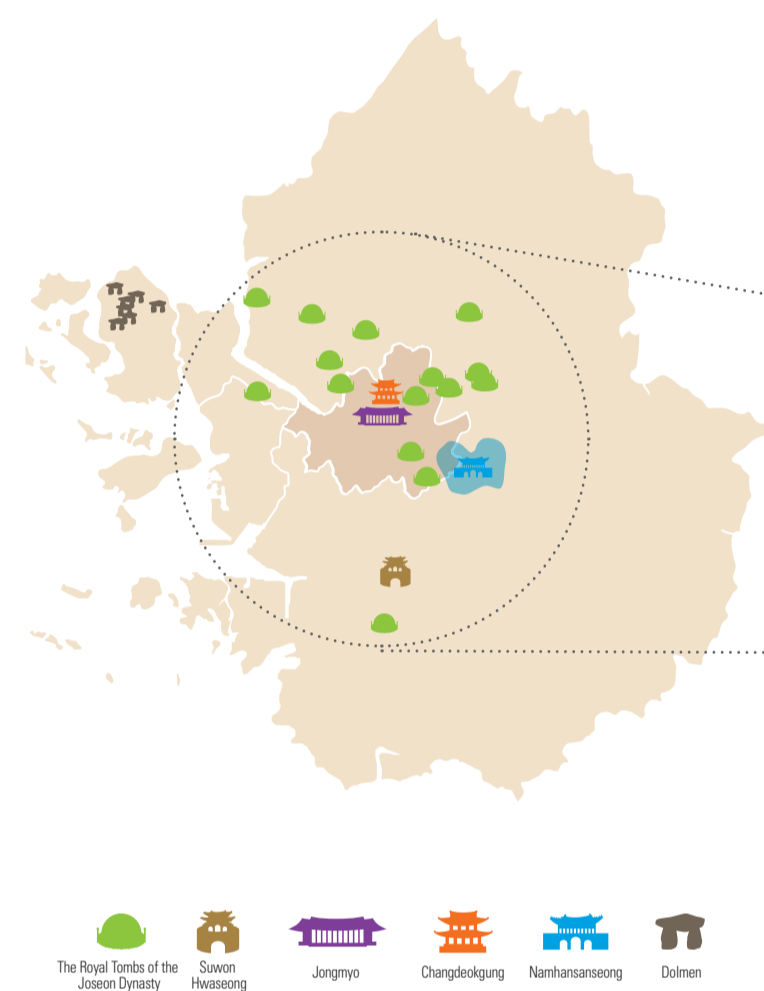 The Royal Tombs of the
Joseon Dynasty
Suwon
Hwaseong
Jongmyo
Changdeokgung
Namhansanseong
Dolmen